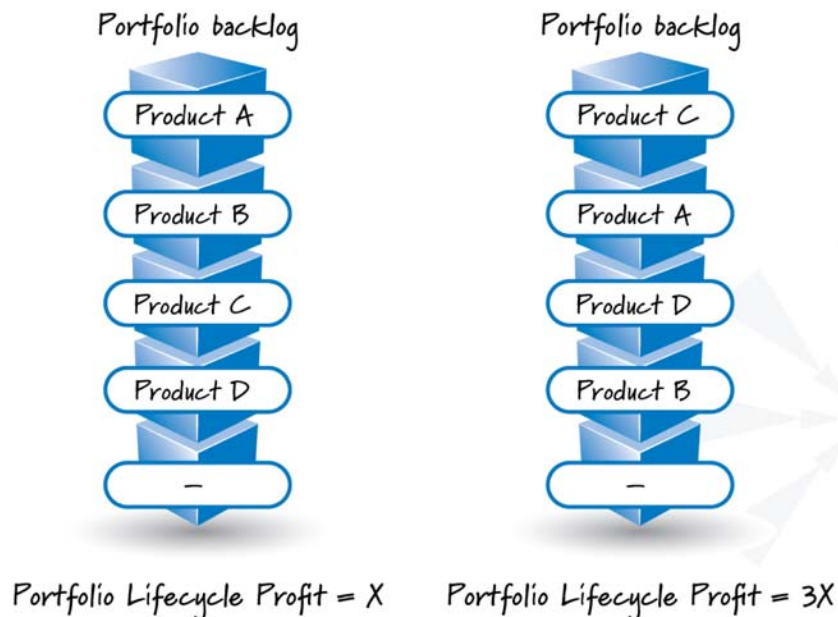 Portfolio backlog
Product A
Product B
Product C
Product D
–
Portfolio Lifecycle Profit = X
Portfolio backlog
Product C
Product A
Product D
Product B
–
Portfolio Lifecycle Profit = 3X